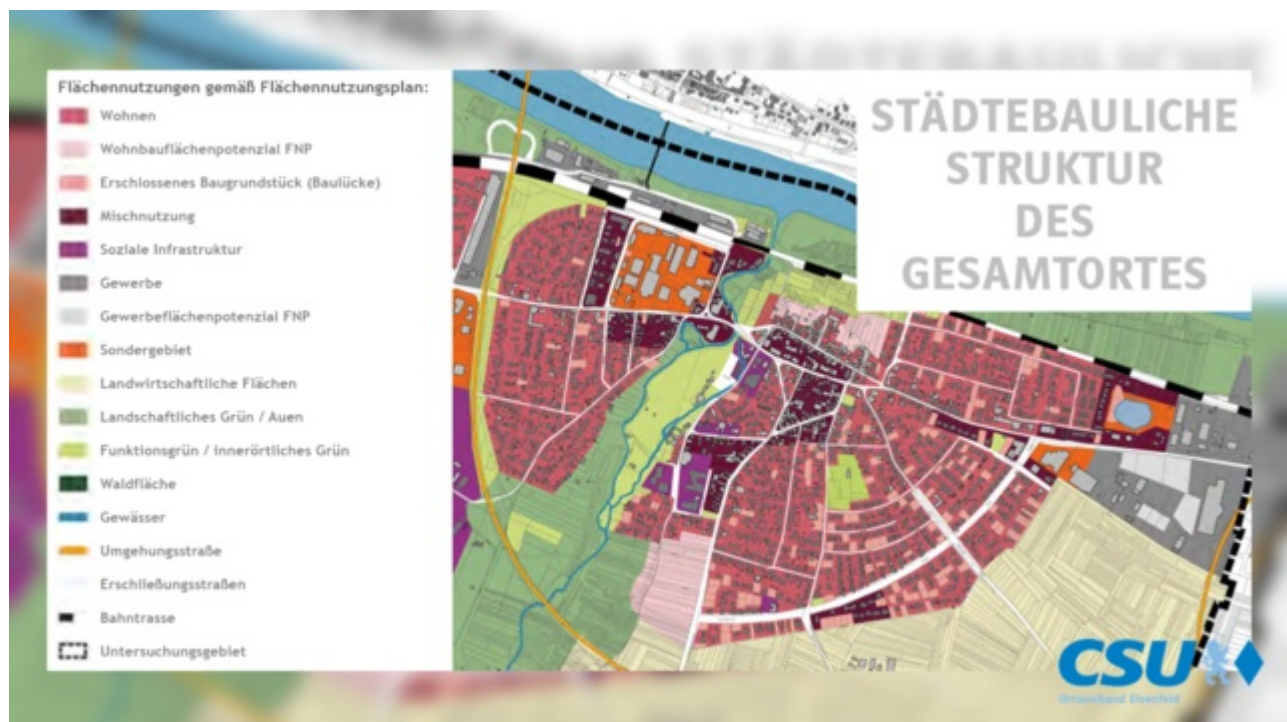 Flächennutzungen gemäß Flächennutzungsplan:
Wohnen
Wohnbauflächenpotenzial FNP
Erschlossenes Baugrundstück (Baulücke)
Mischnutzung
Soziale Infrastruktur
Gewerbe
Gewerbeflächenpotenzial FNP
Sondergebiet
Landwirtschaftliche Flächen
Landschaftliches Grün / Auen
Funktionsgrün / innerörtliches Grün
Waldfläche
Gewässer
Umgehungsstraße
Erschließungsstraßen
Bahntrasse
Untersuchungsgebiet
STÄDTEBAULICHE
STRUKTUR
DES
GESAMTORTES
CSU
Ortsverband Elsenfeld